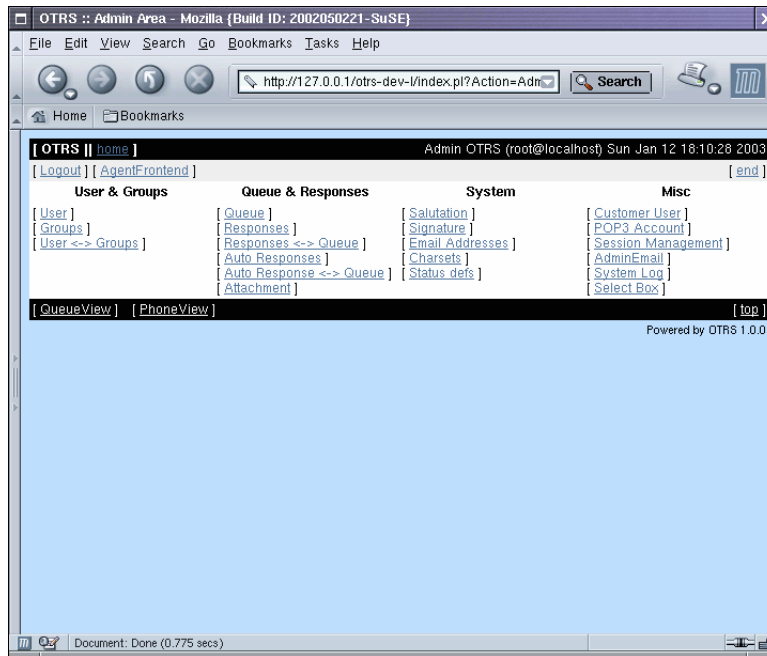 OTRS :: Admin Area - Mozilla {Build ID: 2002050221-SuSE}
File Edit View Search Go Bookmarks Tasks Help
http://127.0.0.1/otrs-dev-l/index.pl?Action=Adm Search
Home Bookmarks
[ OTRS || home ] Admin OTRS (root@localhost) Sun Jan 12 18:10:28 2003
[ Logout ] [ AgentFrontend ] [ end ]
User & Groups Queue & Responses System Misc
[ User ] [ Queue ] [ Salutation ] [ Customer User ]
[ Groups ] [ Responses ] [ Signature ] [ POP3 Account ]
[ User <-> Groups ] [ Responses <-> Queue ] [ Email Addresses ] [ Session Management ]
[ Auto Responses ] [ Charsets ] [ AdminEmail ]
[ Auto Response <-> Queue ] [ Status defs ] [ System Log ]
[ Attachment ] [ Select Box ]
[ QueueView ] [ PhoneView ] [ top ]
Powered by OTRS 1.0.0
Document: Done (0.775 secs)